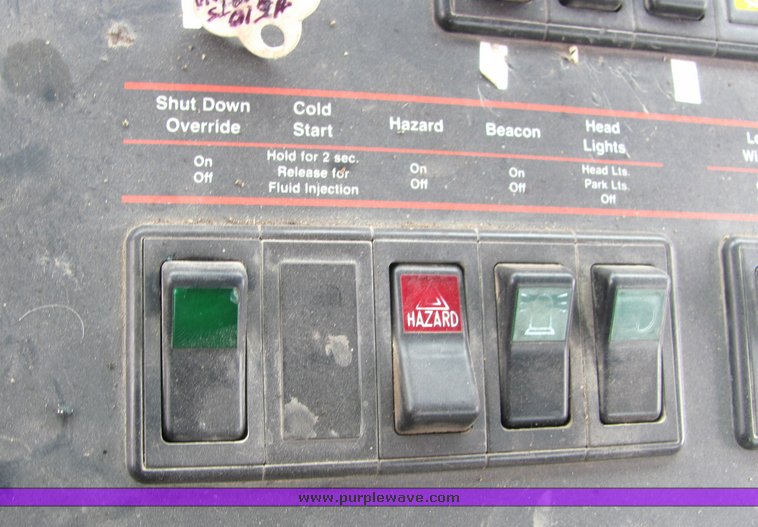 Shut Down
Override
On
Off
Cold
Start
Hold for 2 sec.
Release for
Fluid Injection
Hazard
On
Off
Beacon
On
Off
Head
Lights
Head Lts.
Park Lts.
Off
HAZARD
www.purplewave.com